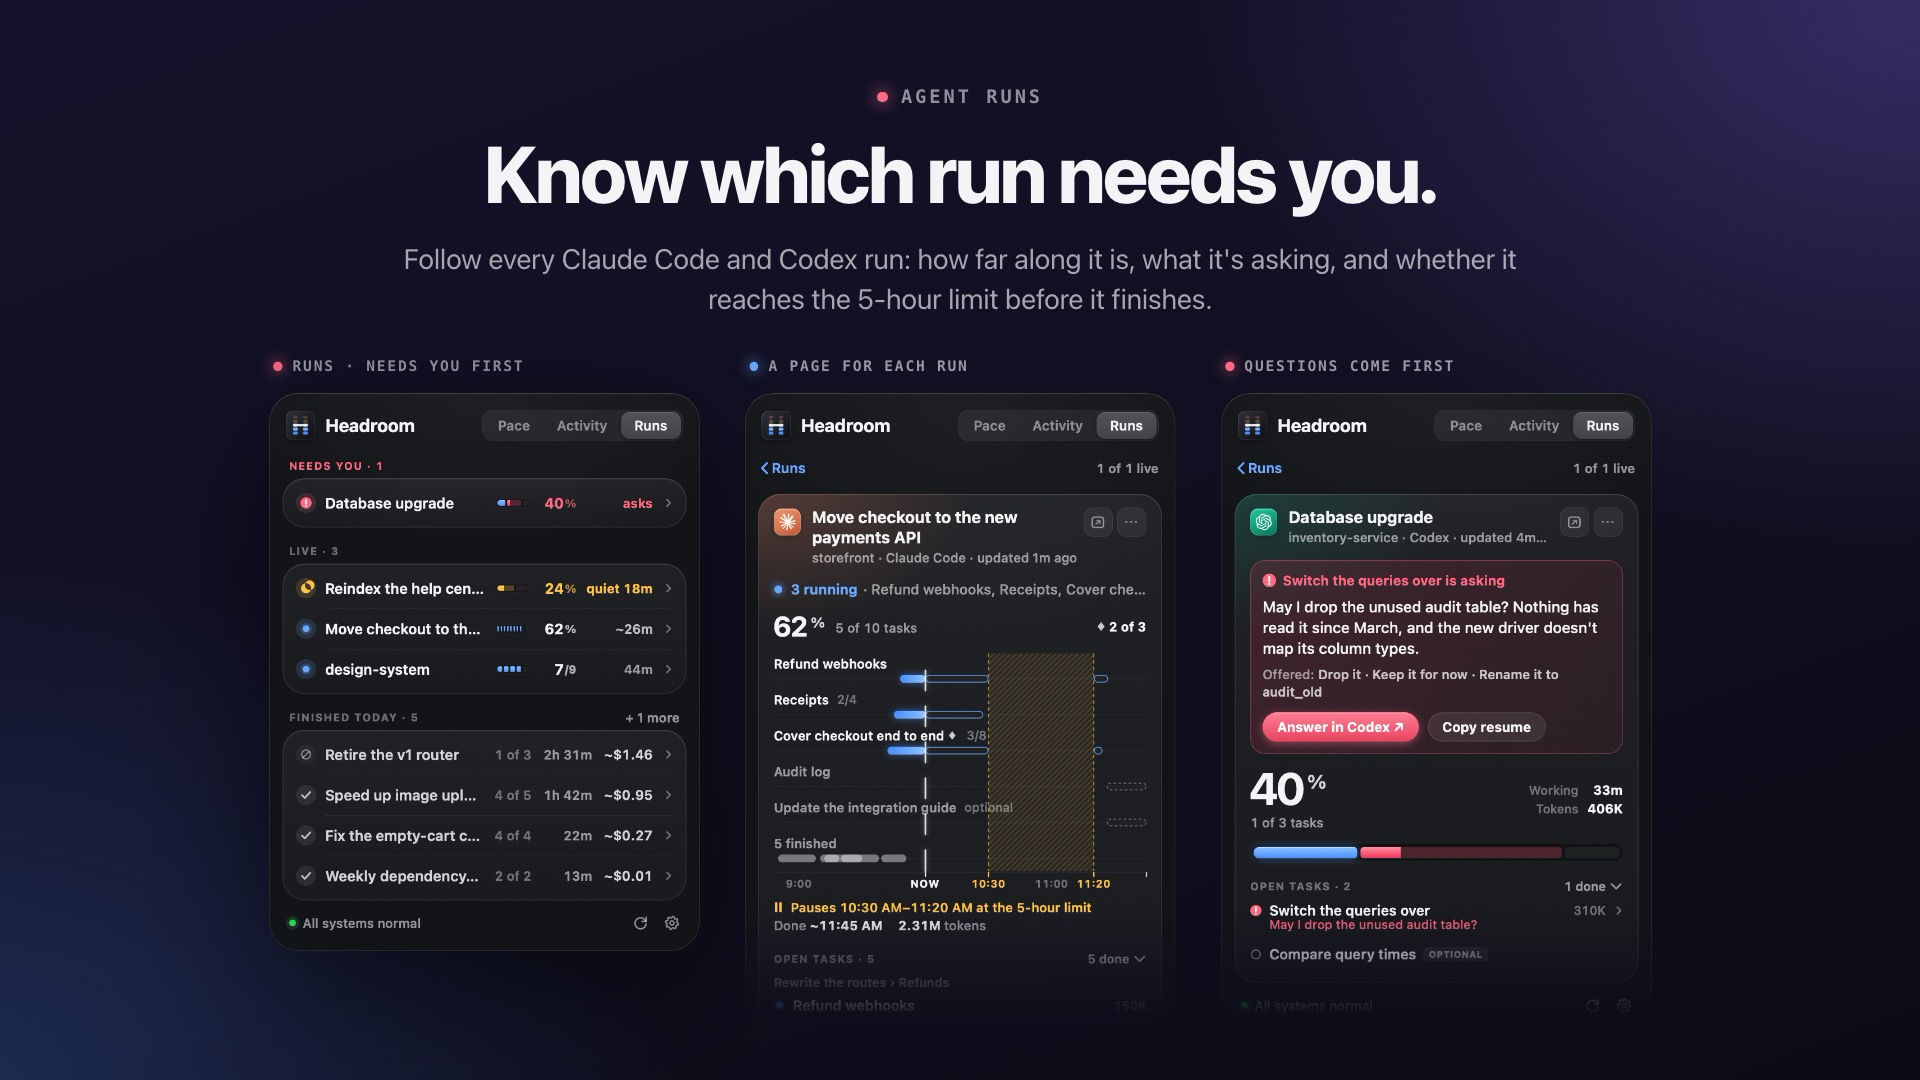 AGENT RUNS
Know which run needs you.
Follow every Claude Code and Codex run: how far along it is, what it's asking, and whether it
reaches the 5-hour limit before it finishes.
RUNS · NEEDS YOU FIRST
Headroom Pace Activity Runs
NEEDS YOU · 1
Database upgrade 40% asks
LIVE · 3
Reindex the help cen... 24% quiet 18m
Move checkout to th... 62% ~26m
design-system 7/9 44m
FINISHED TODAY · 5 + 1 more
Retire the v1 router 1 of 3 2h 31m ~$1.46
Speed up image upl... 4 of 5 1h 42m ~$0.95
Fix the empty-cart c... 4 of 4 22m ~$0.27
Weekly dependency... 2 of 2 13m ~$0.01
All systems normal
A PAGE FOR EACH RUN
Headroom Pace Activity Runs
Runs 1 of 1 live
Move checkout to the new
payments API
storefront · Claude Code · updated 1m ago
3 running · Refund webhooks, Receipts, Cover che...
62% 5 of 10 tasks ♦ 2 of 3
Refund webhooks
Receipts 2/4
Cover checkout end to end ♦ 3/8
Audit log
Update the integration guide optional
5 finished
9:00 NOW 10:30 11:00 11:20
Pauses 10:30 AM–11:20 AM at the 5-hour limit
Done ~11:45 AM 2.31M tokens
OPEN TASKS · 5 5 done
Rewrite the routes › Refunds
Refund webhooks 150K
QUESTIONS COME FIRST
Headroom Pace Activity Runs
Runs 1 of 1 live
Database upgrade
inventory-service · Codex · updated 4m...
Switch the queries over is asking
May I drop the unused audit table? Nothing has
read it since March, and the new driver doesn't
map its column types.
Offered: Drop it · Keep it for now · Rename it to
audit_old
Answer in Codex ↗ Copy resume
40% Working 33m
Tokens 406K
1 of 3 tasks
OPEN TASKS · 2 1 done
Switch the queries over 310K
May I drop the unused audit table?
Compare query times OPTIONAL
All systems normal